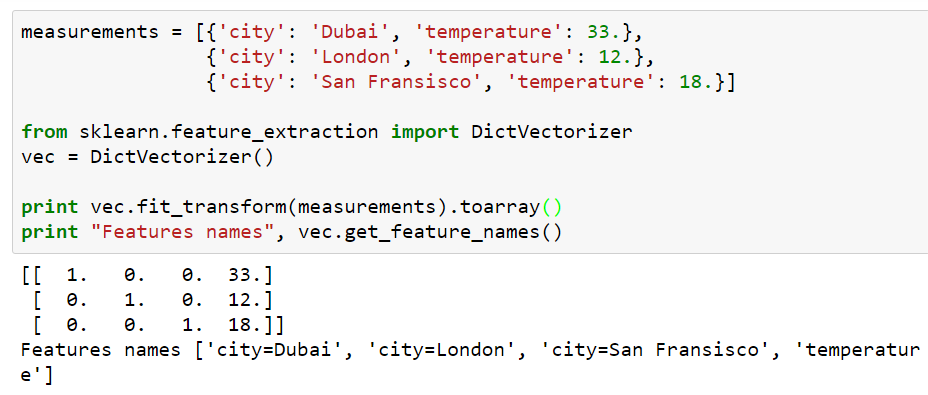 measurements = [{'city': 'Dubai', 'temperature': 33.},
                {'city': 'London', 'temperature': 12.},
                {'city': 'San Fransisco', 'temperature': 18.}]

from sklearn.feature_extraction import DictVectorizer
vec = DictVectorizer()

print vec.fit_transform(measurements).toarray()
print "Features names", vec.get_feature_names()
[[  1.   0.   0.  33.]
 [  0.   1.   0.  12.]
 [  0.   0.   1.  18.]]
Features names ['city=Dubai', 'city=London', 'city=San Fransisco', 'temperatur
e']